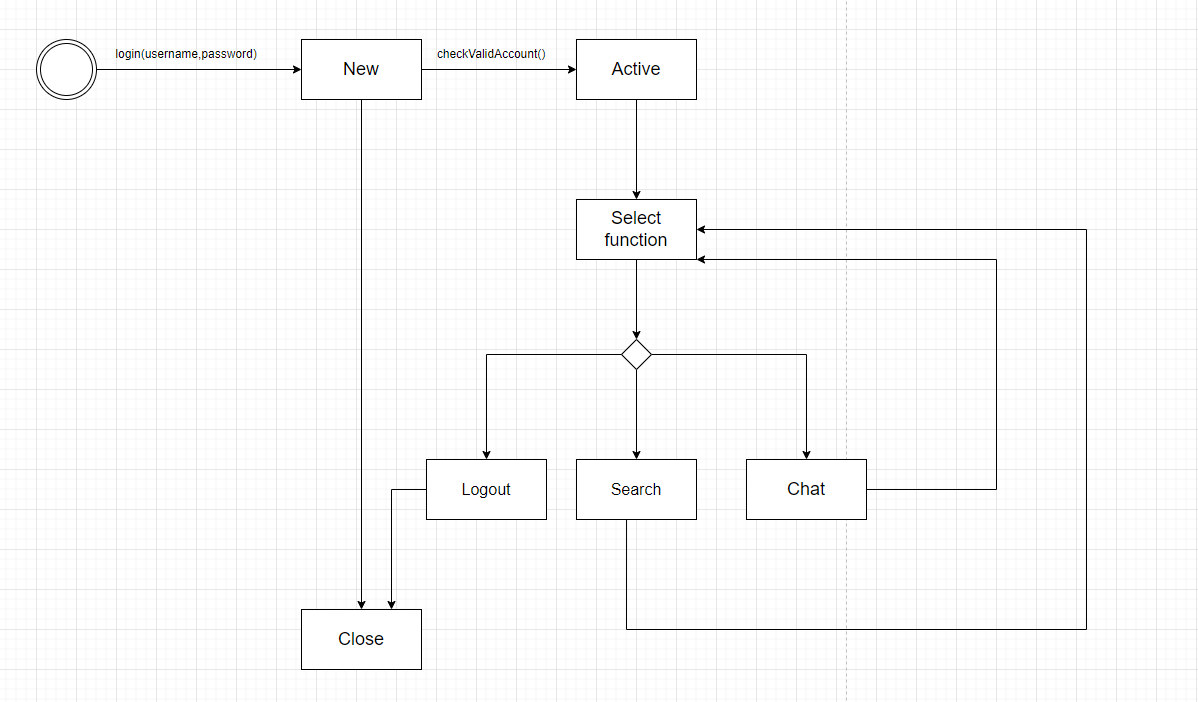 login(username,password)
New
checkValidAccount()
Active
Select
function
Logout
Search
Chat
Close